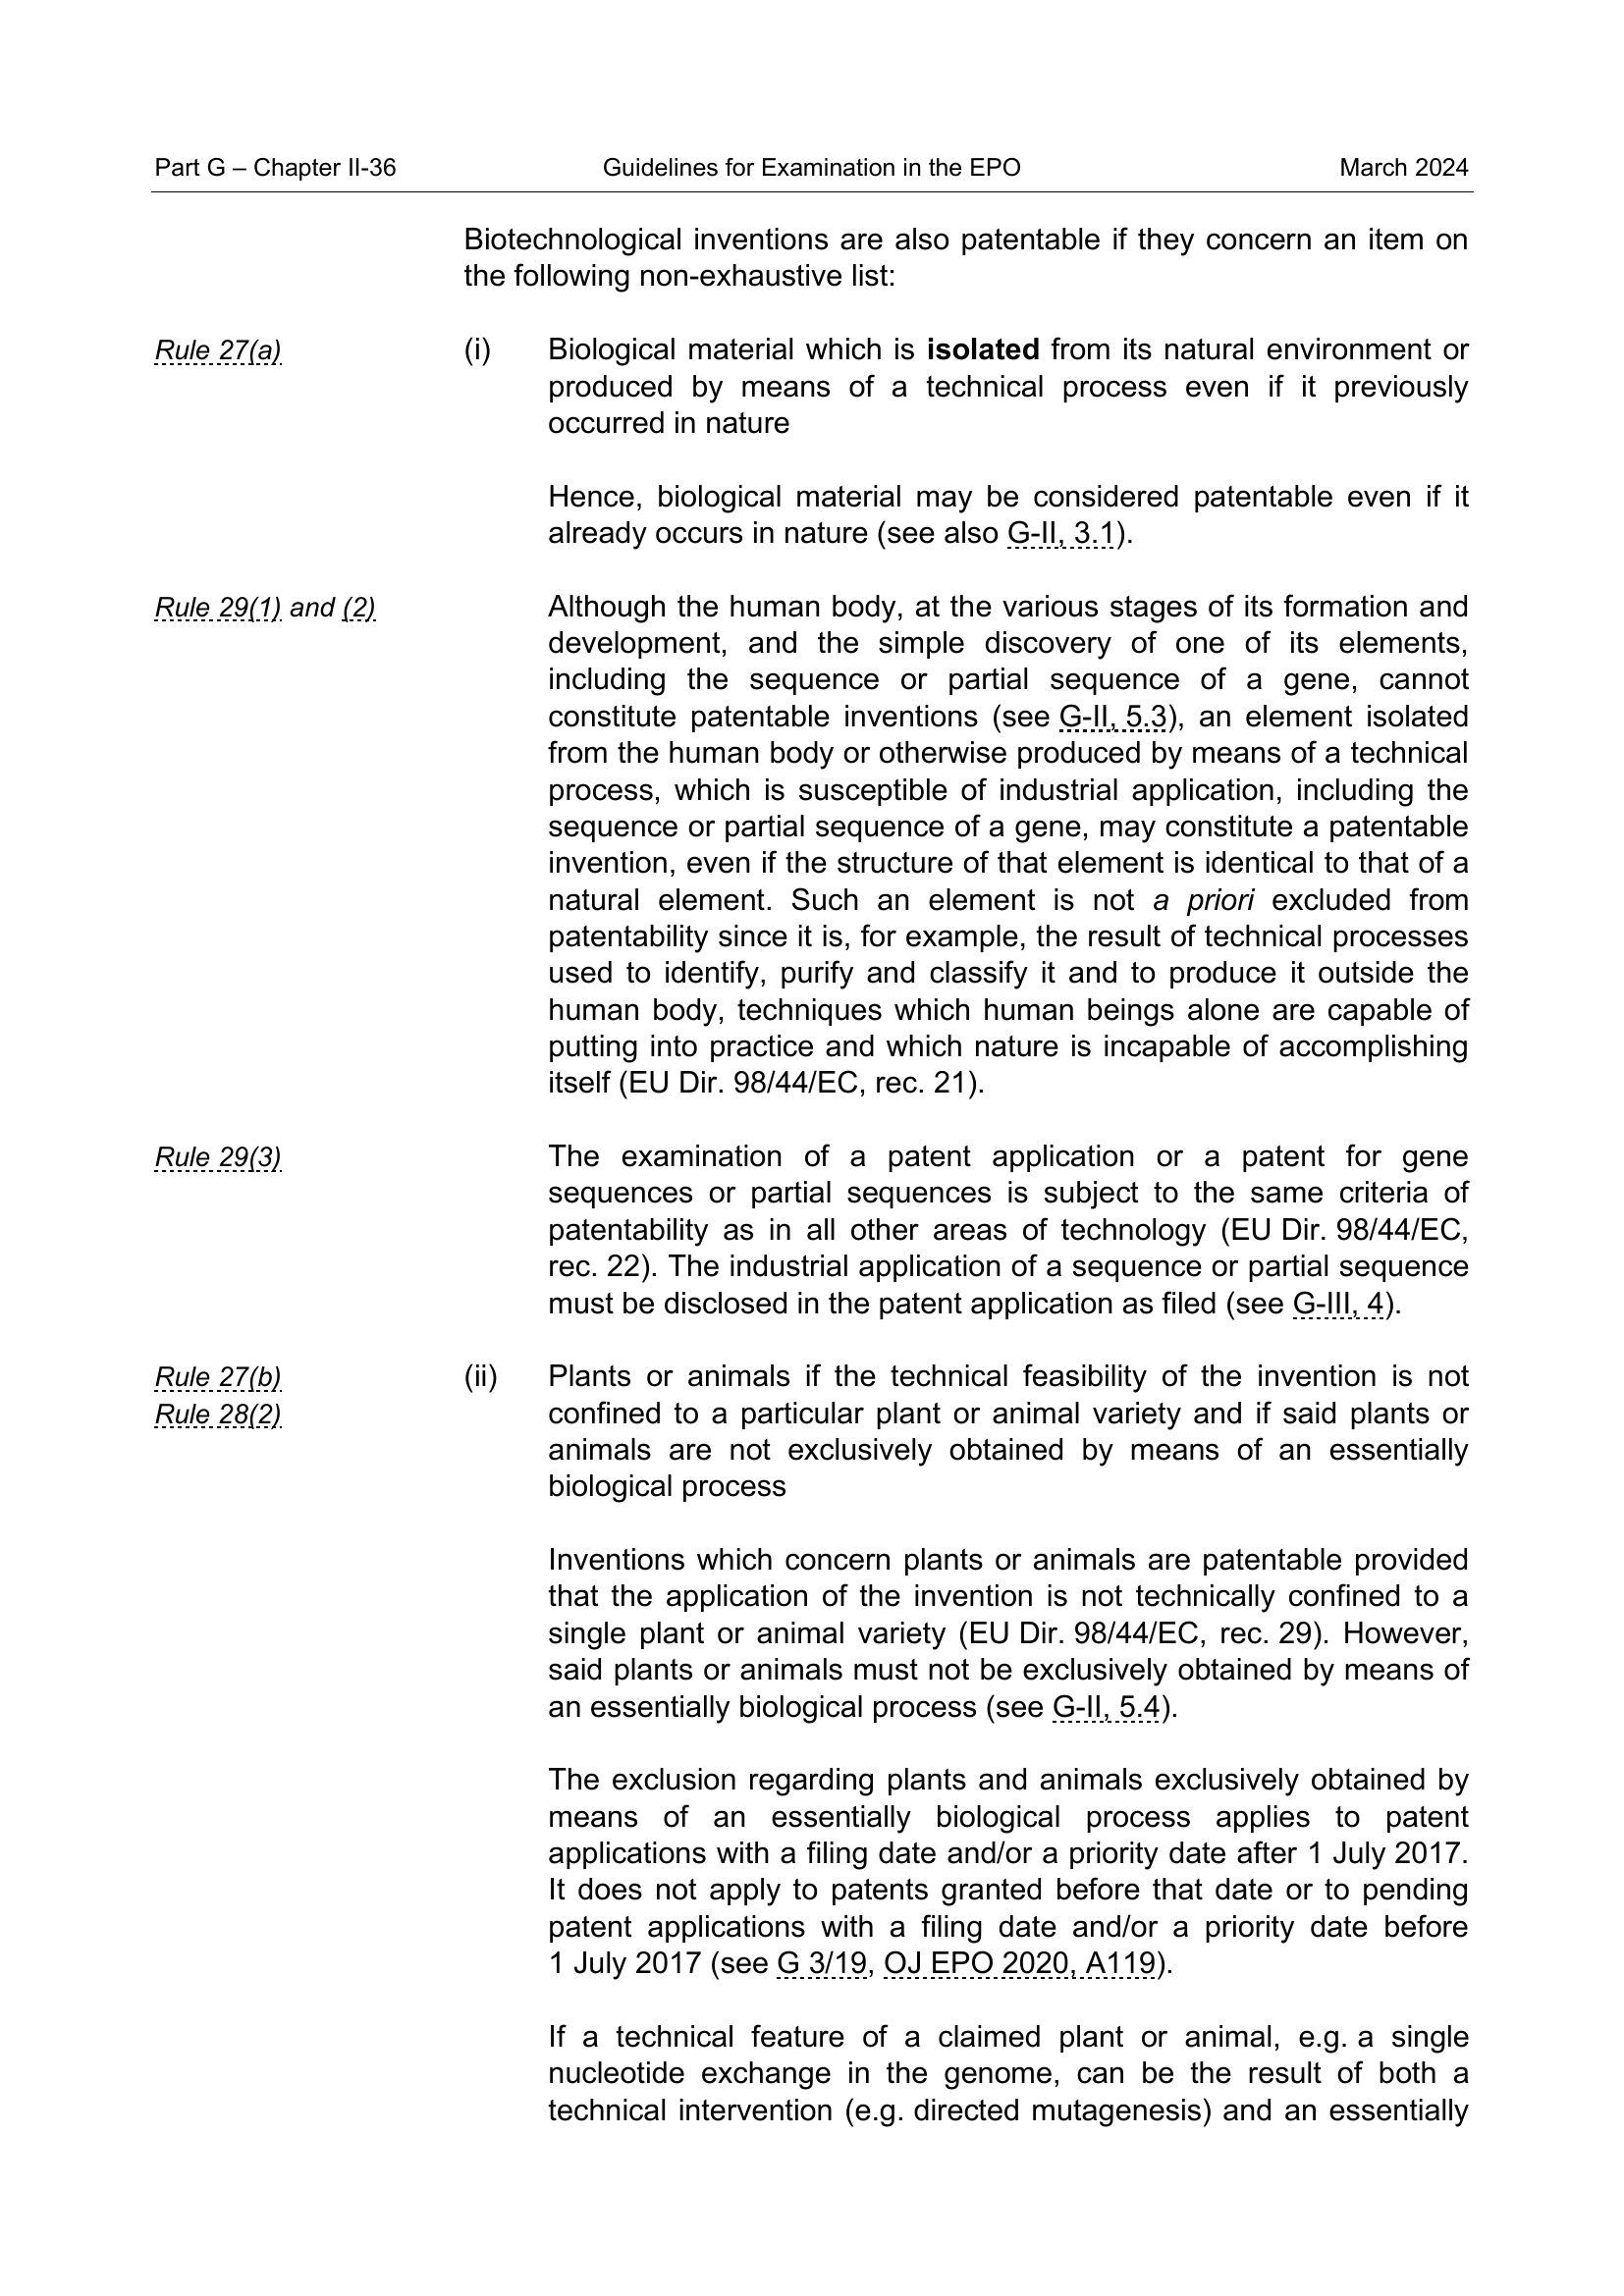 Part G – Chapter II-36 Guidelines for Examination in the EPO March 2024
Biotechnological inventions are also patentable if they concern an item on
the following non-exhaustive list:
Rule 27(a) (i) Biological material which is isolated from its natural environment or
produced by means of a technical process even if it previously
occurred in nature
Hence, biological material may be considered patentable even if it
already occurs in nature (see also G-II, 3.1).
Rule 29(1) and (2) Although the human body, at the various stages of its formation and
development, and the simple discovery of one of its elements,
including the sequence or partial sequence of a gene, cannot
constitute patentable inventions (see G-II, 5.3), an element isolated
from the human body or otherwise produced by means of a technical
process, which is susceptible of industrial application, including the
sequence or partial sequence of a gene, may constitute a patentable
invention, even if the structure of that element is identical to that of a
natural element. Such an element is not a priori excluded from
patentability since it is, for example, the result of technical processes
used to identify, purify and classify it and to produce it outside the
human body, techniques which human beings alone are capable of
putting into practice and which nature is incapable of accomplishing
itself (EU Dir. 98/44/EC, rec. 21).
Rule 29(3) The examination of a patent application or a patent for gene
sequences or partial sequences is subject to the same criteria of
patentability as in all other areas of technology (EU Dir. 98/44/EC,
rec. 22). The industrial application of a sequence or partial sequence
must be disclosed in the patent application as filed (see G-III, 4).
Rule 27(b) (ii) Plants or animals if the technical feasibility of the invention is not
Rule 28(2) confined to a particular plant or animal variety and if said plants or
animals are not exclusively obtained by means of an essentially
biological process
Inventions which concern plants or animals are patentable provided
that the application of the invention is not technically confined to a
single plant or animal variety (EU Dir. 98/44/EC, rec. 29). However,
said plants or animals must not be exclusively obtained by means of
an essentially biological process (see G-II, 5.4).
The exclusion regarding plants and animals exclusively obtained by
means of an essentially biological process applies to patent
applications with a filing date and/or a priority date after 1 July 2017.
It does not apply to patents granted before that date or to pending
patent applications with a filing date and/or a priority date before
1 July 2017 (see G 3/19, OJ EPO 2020, A119).
If a technical feature of a claimed plant or animal, e.g. a single
nucleotide exchange in the genome, can be the result of both a
technical intervention (e.g. directed mutagenesis) and an essentially